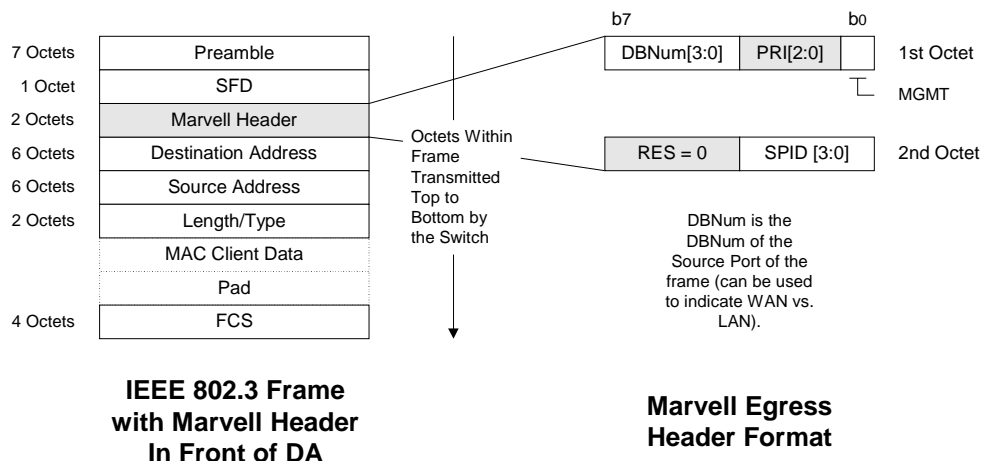 b7 b0
7 Octets Preamble DBNum[3:0] PRI[2:0] 1st Octet
1 Octet SFD
MGMT
2 Octets Marvell Header
6 Octets Destination Address
6 Octets Source Address
2 Octets Length/Type
MAC Client Data
Pad
4 Octets FCS
Octets Within
Frame
Transmitted
Top to
Bottom by
the Switch
RES = 0 SPID [3:0] 2nd Octet
DBNum is the
DBNum of the
Source Port of the
frame (can be used
to indicate WAN vs.
LAN).
IEEE 802.3 Frame
with Marvell Header
In Front of DA
Marvell Egress
Header Format